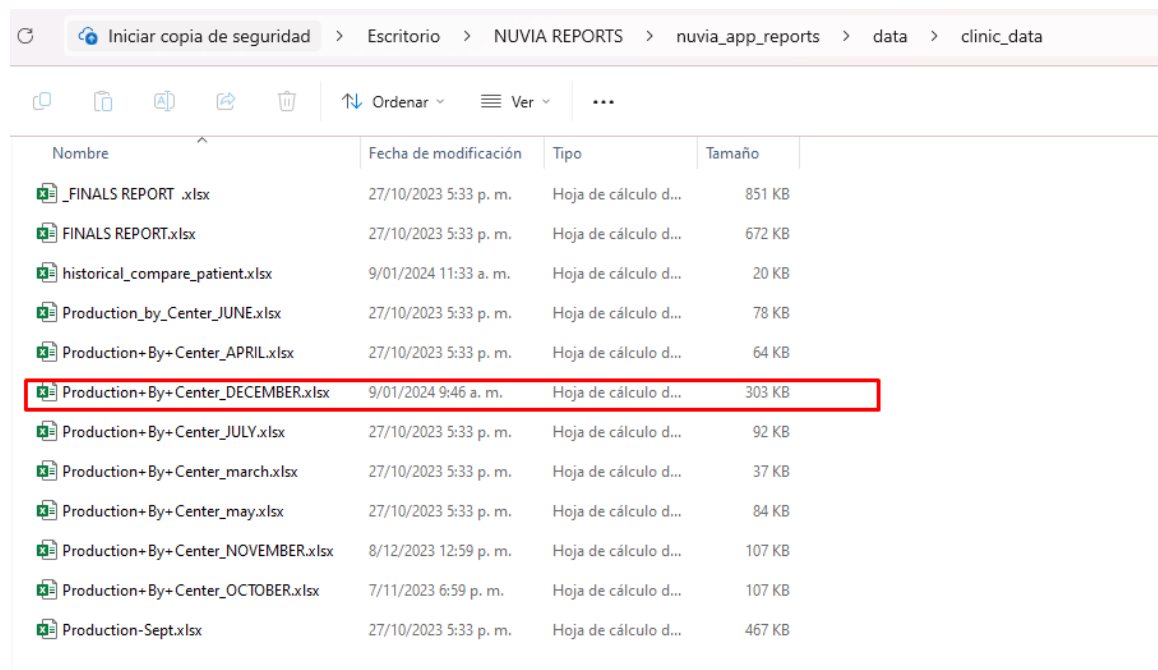 Iniciar copia de seguridad > Escritorio > NUVIA REPORTS > nuvia_app_reports > data > clinic_data
Ordenar Ver ...
Nombre Fecha de modificación Tipo Tamaño
_FINALS REPORT .xlsx 27/10/2023 5:33 p. m. Hoja de cálculo d... 851 KB
FINALS REPORT.xlsx 27/10/2023 5:33 p. m. Hoja de cálculo d... 672 KB
historical_compare_patient.xlsx 9/01/2024 11:33 a. m. Hoja de cálculo d... 20 KB
Production_by_Center_JUNE.xlsx 27/10/2023 5:33 p. m. Hoja de cálculo d... 78 KB
Production+By+Center_APRIL.xlsx 27/10/2023 5:33 p. m. Hoja de cálculo d... 64 KB
Production+By+Center_DECEMBER.xlsx 9/01/2024 9:46 a. m. Hoja de cálculo d... 303 KB
Production+By+Center_JULY.xlsx 27/10/2023 5:33 p. m. Hoja de cálculo d... 92 KB
Production+By+Center_march.xlsx 27/10/2023 5:33 p. m. Hoja de cálculo d... 37 KB
Production+By+Center_may.xlsx 27/10/2023 5:33 p. m. Hoja de cálculo d... 84 KB
Production+By+Center_NOVEMBER.xlsx 8/12/2023 12:59 p. m. Hoja de cálculo d... 107 KB
Production+By+Center_OCTOBER.xlsx 7/11/2023 6:59 p. m. Hoja de cálculo d... 107 KB
Production-Sept.xlsx 27/10/2023 5:33 p. m. Hoja de cálculo d... 467 KB